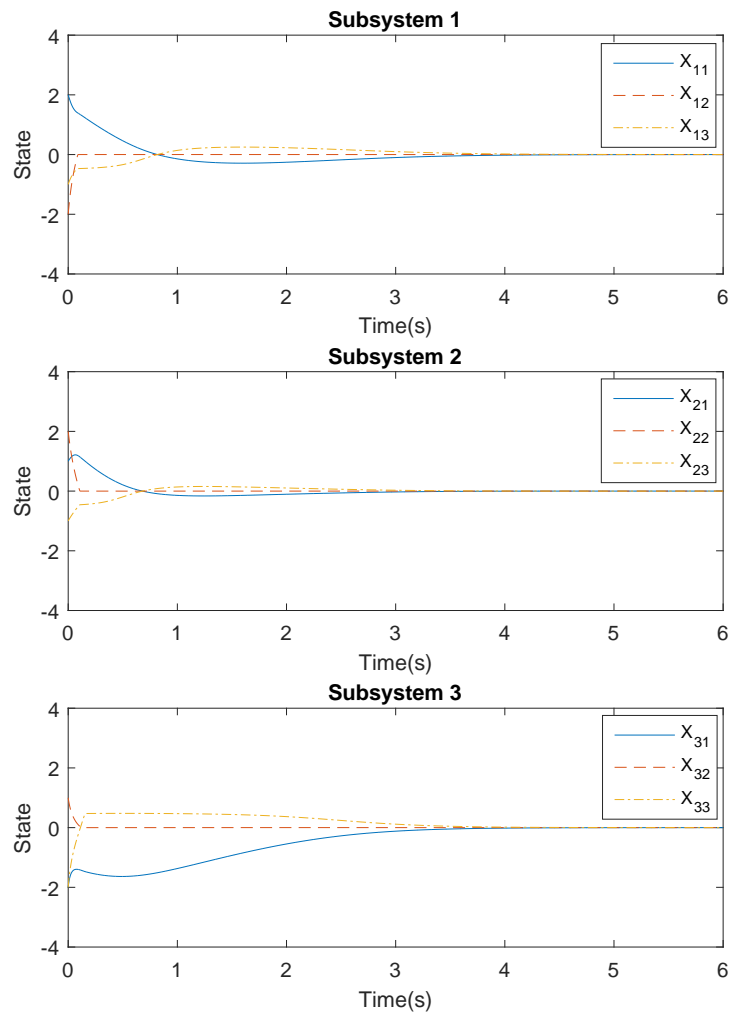 Subsystem 1
State
4
2
0
-2
-4
X11
X12
X13
0 1 2 3 4 5 6
Time(s)
Subsystem 2
State
4
2
0
-2
-4
X21
X22
X23
0 1 2 3 4 5 6
Time(s)
Subsystem 3
State
4
2
0
-2
-4
X31
X32
X33
0 1 2 3 4 5 6
Time(s)